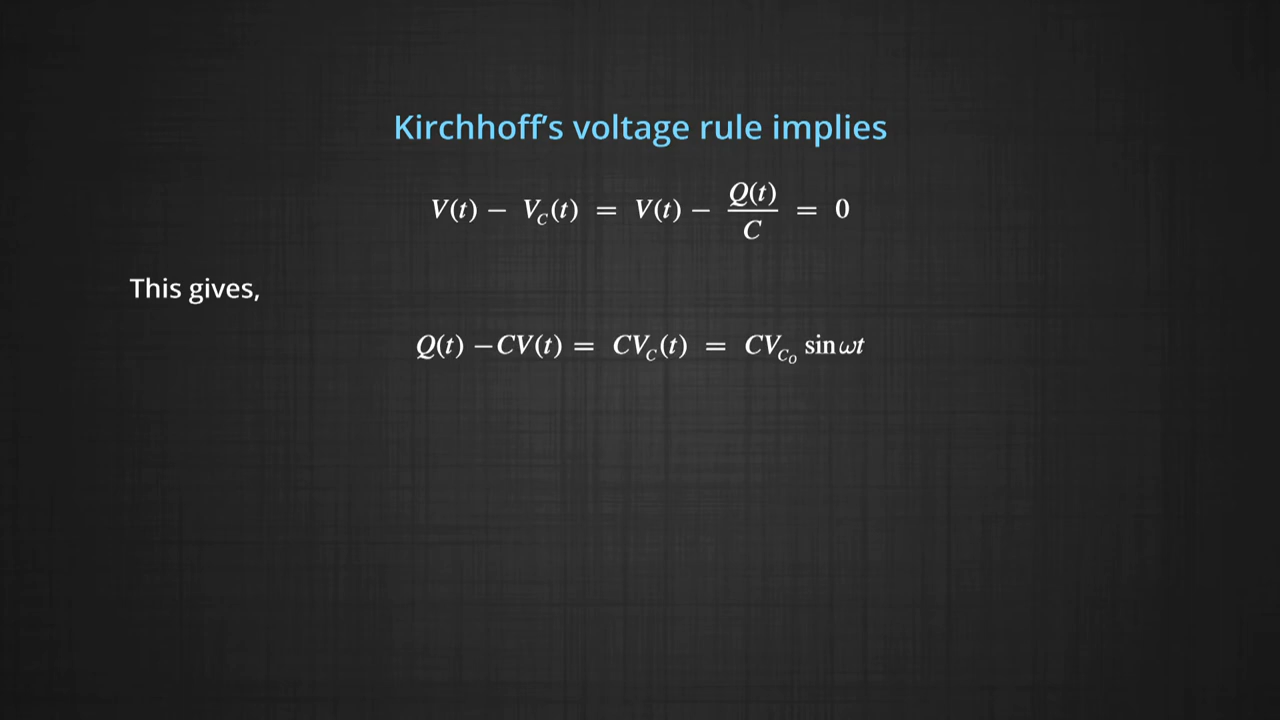 Kirchhoff’s voltage rule implies
V(t) − V_C(t) = V(t) − Q(t)/C = 0
This gives,
Q(t) −CV(t) = CV_C(t) = CV_{C_o} sin ωt